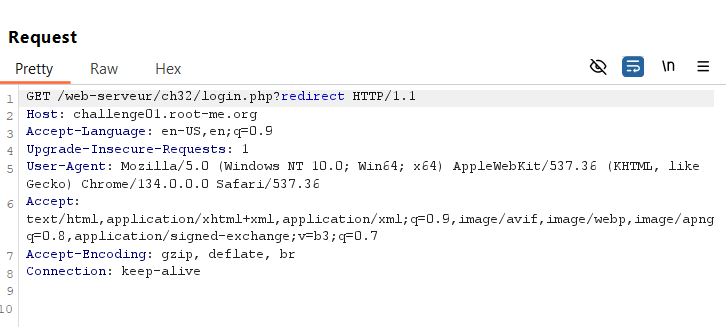 Request
Pretty Raw Hex \n
1 GET /web-serveur/ch32/login.php?redirect HTTP/1.1
2 Host: challenge01.root-me.org
3 Accept-Language: en-US,en;q=0.9
4 Upgrade-Insecure-Requests: 1
5 User-Agent: Mozilla/5.0 (Windows NT 10.0; Win64; x64) AppleWebKit/537.36 (KHTML, like
Gecko) Chrome/134.0.0.0 Safari/537.36
6 Accept:
text/html,application/xhtml+xml,application/xml;q=0.9,image/avif,image/webp,image/apng
q=0.8,application/signed-exchange;v=b3;q=0.7
7 Accept-Encoding: gzip, deflate, br
8 Connection: keep-alive
9
10